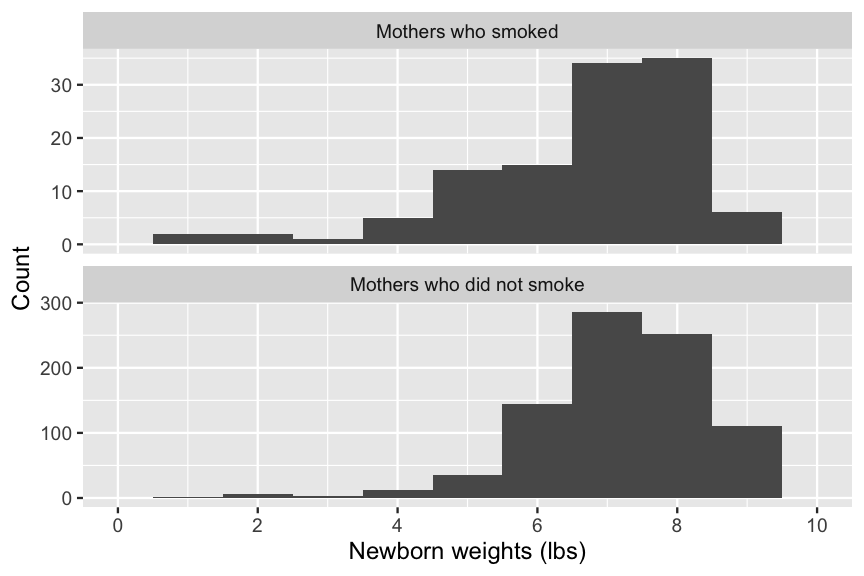 Mothers who smoked
30
20
10
0
Count
Mothers who did not smoke
300
200
100
0
0 2 4 6 8 10
Newborn weights (lbs)